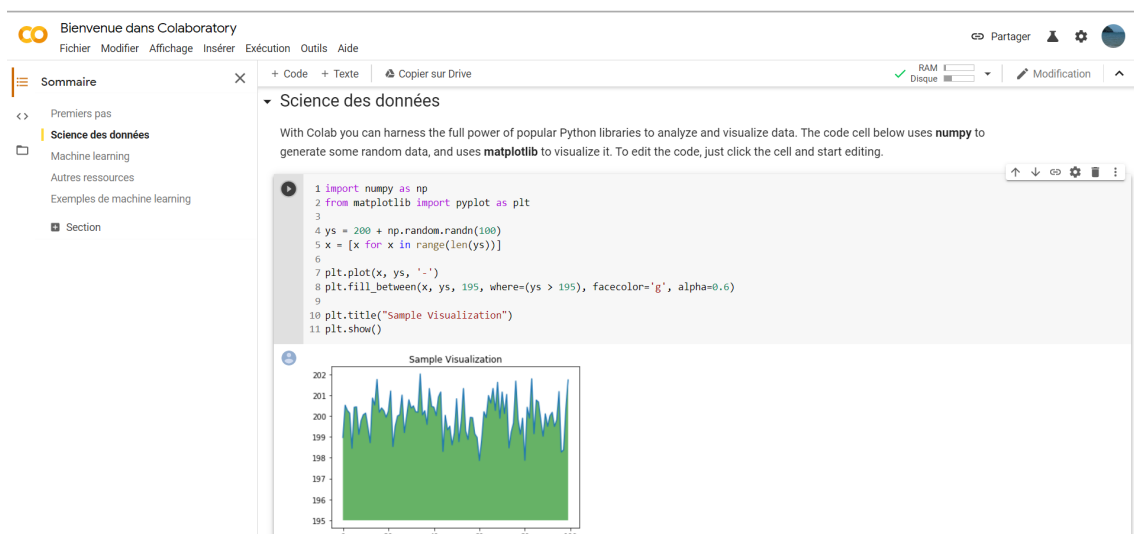 Bienvenue dans Colaboratory
Fichier Modifier Affichage Insérer Exécution Outils Aide
Partager
Sommaire
+ Code + Texte Copier sur Drive
RAM
Disque
Modification
Premiers pas
Science des données
Machine learning
Autres ressources
Exemples de machine learning
Section
Science des données
With Colab you can harness the full power of popular Python libraries to analyze and visualize data. The code cell below uses numpy to
generate some random data, and uses matplotlib to visualize it. To edit the code, just click the cell and start editing.
1 import numpy as np
2 from matplotlib import pyplot as plt
3
4 ys = 200 + np.random.randn(100)
5 x = [x for x in range(len(ys))]
6
7 plt.plot(x, ys, '-')
8 plt.fill_between(x, ys, 195, where=(ys > 195), facecolor='g', alpha=0.6)
9
10 plt.title("Sample Visualization")
11 plt.show()
Sample Visualization
202
201
200
199
198
197
196
195